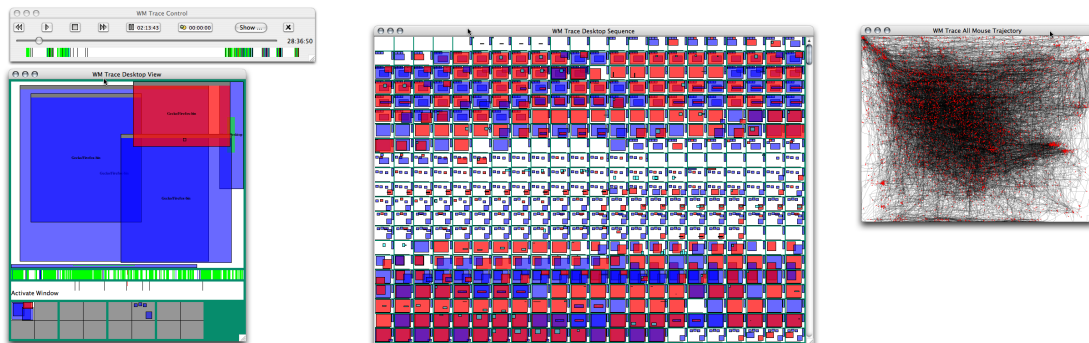 WM Trace Control
02:13:43
00:00:00
Show ...
28:36:50
WM Trace Desktop View
Activate Window
WM Trace Desktop Sequence
WM Trace All Mouse Trajectory